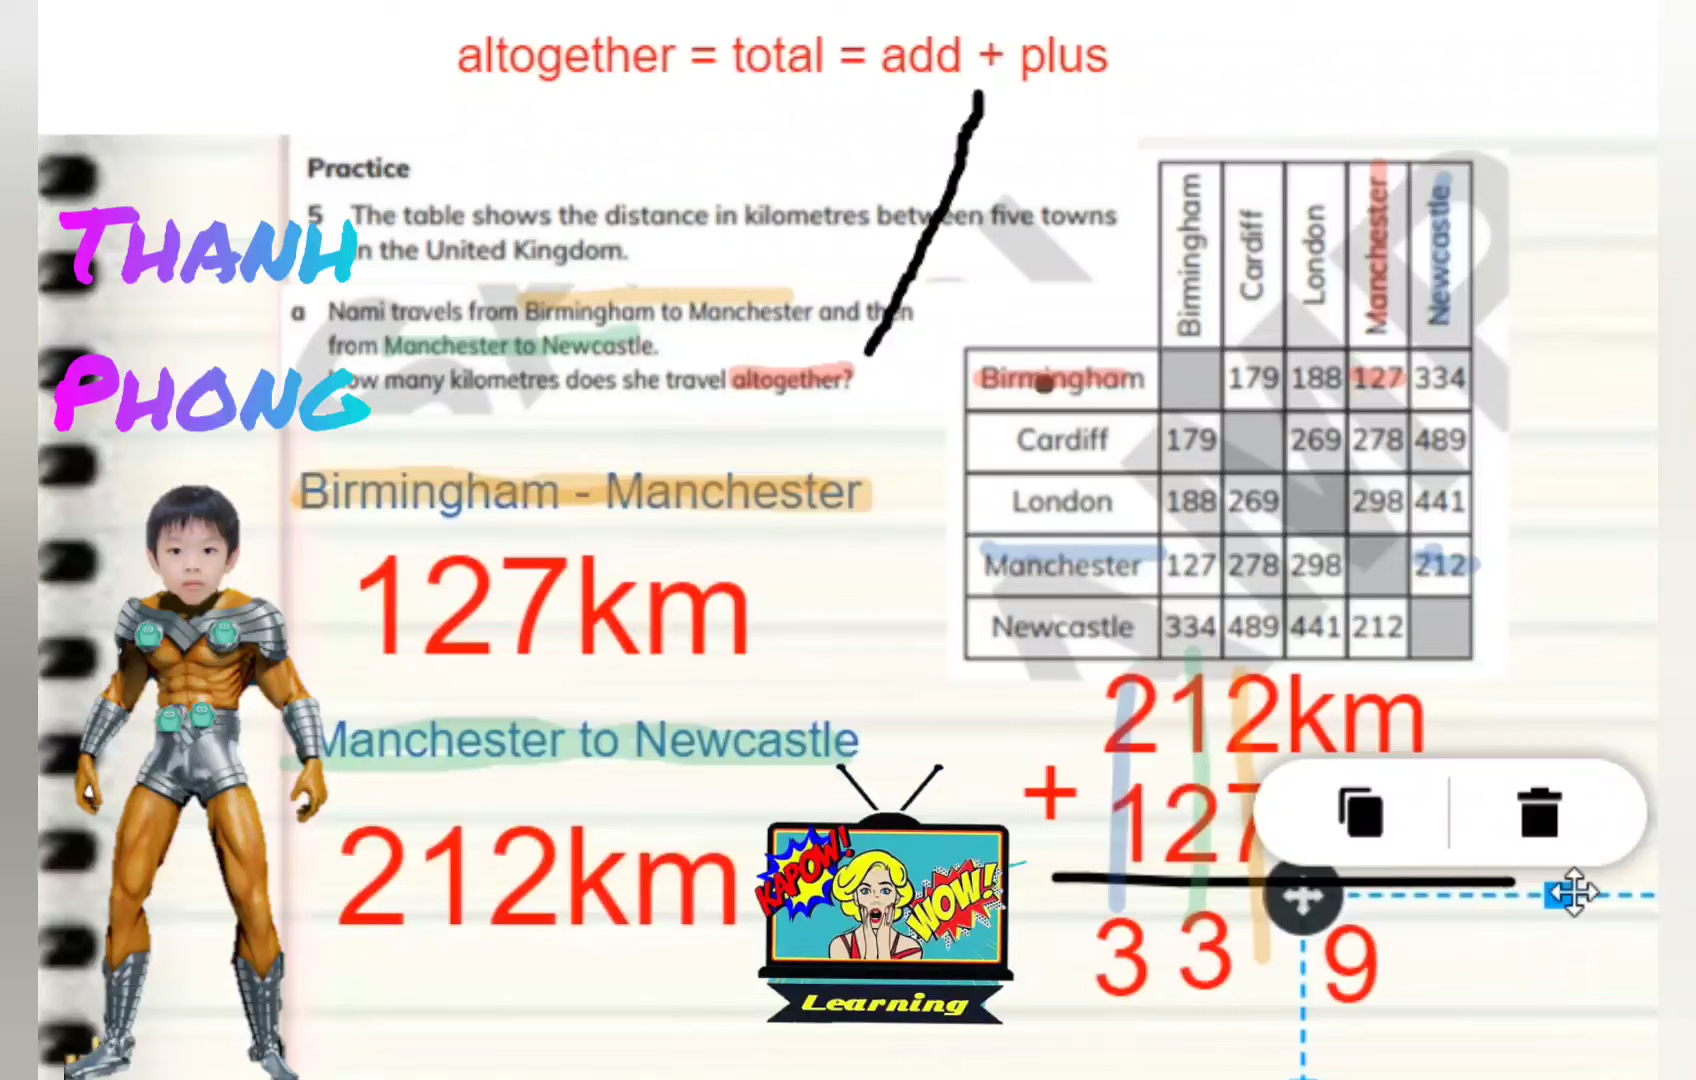 altogether = total = add + plus
Practice
5 The table shows the distance in kilometres between five towns
in the United Kingdom.
a Nami travels from Birmingham to Manchester and then
from Manchester to Newcastle.
How many kilometres does she travel altogether?
THANH
PHONG
Birmingham - Manchester
127km
Manchester to Newcastle
212km
Birmingham Cardiff London Manchester Newcastle
Birmingham 179 188 127 334
Cardiff 179 269 278 489
London 188 269 298 441
Manchester 127 278 298 212
Newcastle 334 489 441 212
212km
+ 127
3 3 9
KAPOW!
WOW!
Learning